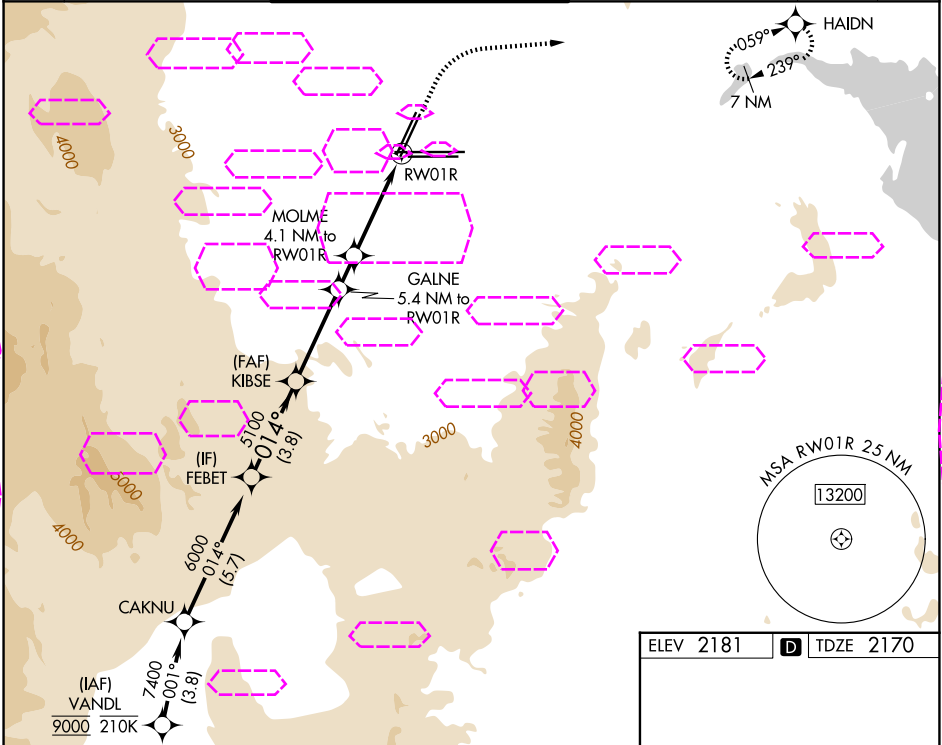 HAIDN
059°
239°
7 NM
4000
3000
RW01R
MOLME
4.1 NM to
RW01R
GALNE
5.4 NM to
RW01R
(FAF)
KIBSE
5100
014°
(3.8)
(IF)
FEBET
3000
4000
5000
4000
MSA RW01R 25 NM
13200
6000
014°
(5.7)
CAKNU
7400
001°
(3.8)
(IAF)
VANDL
9000 210K
ELEV 2181 D TDZE 2170